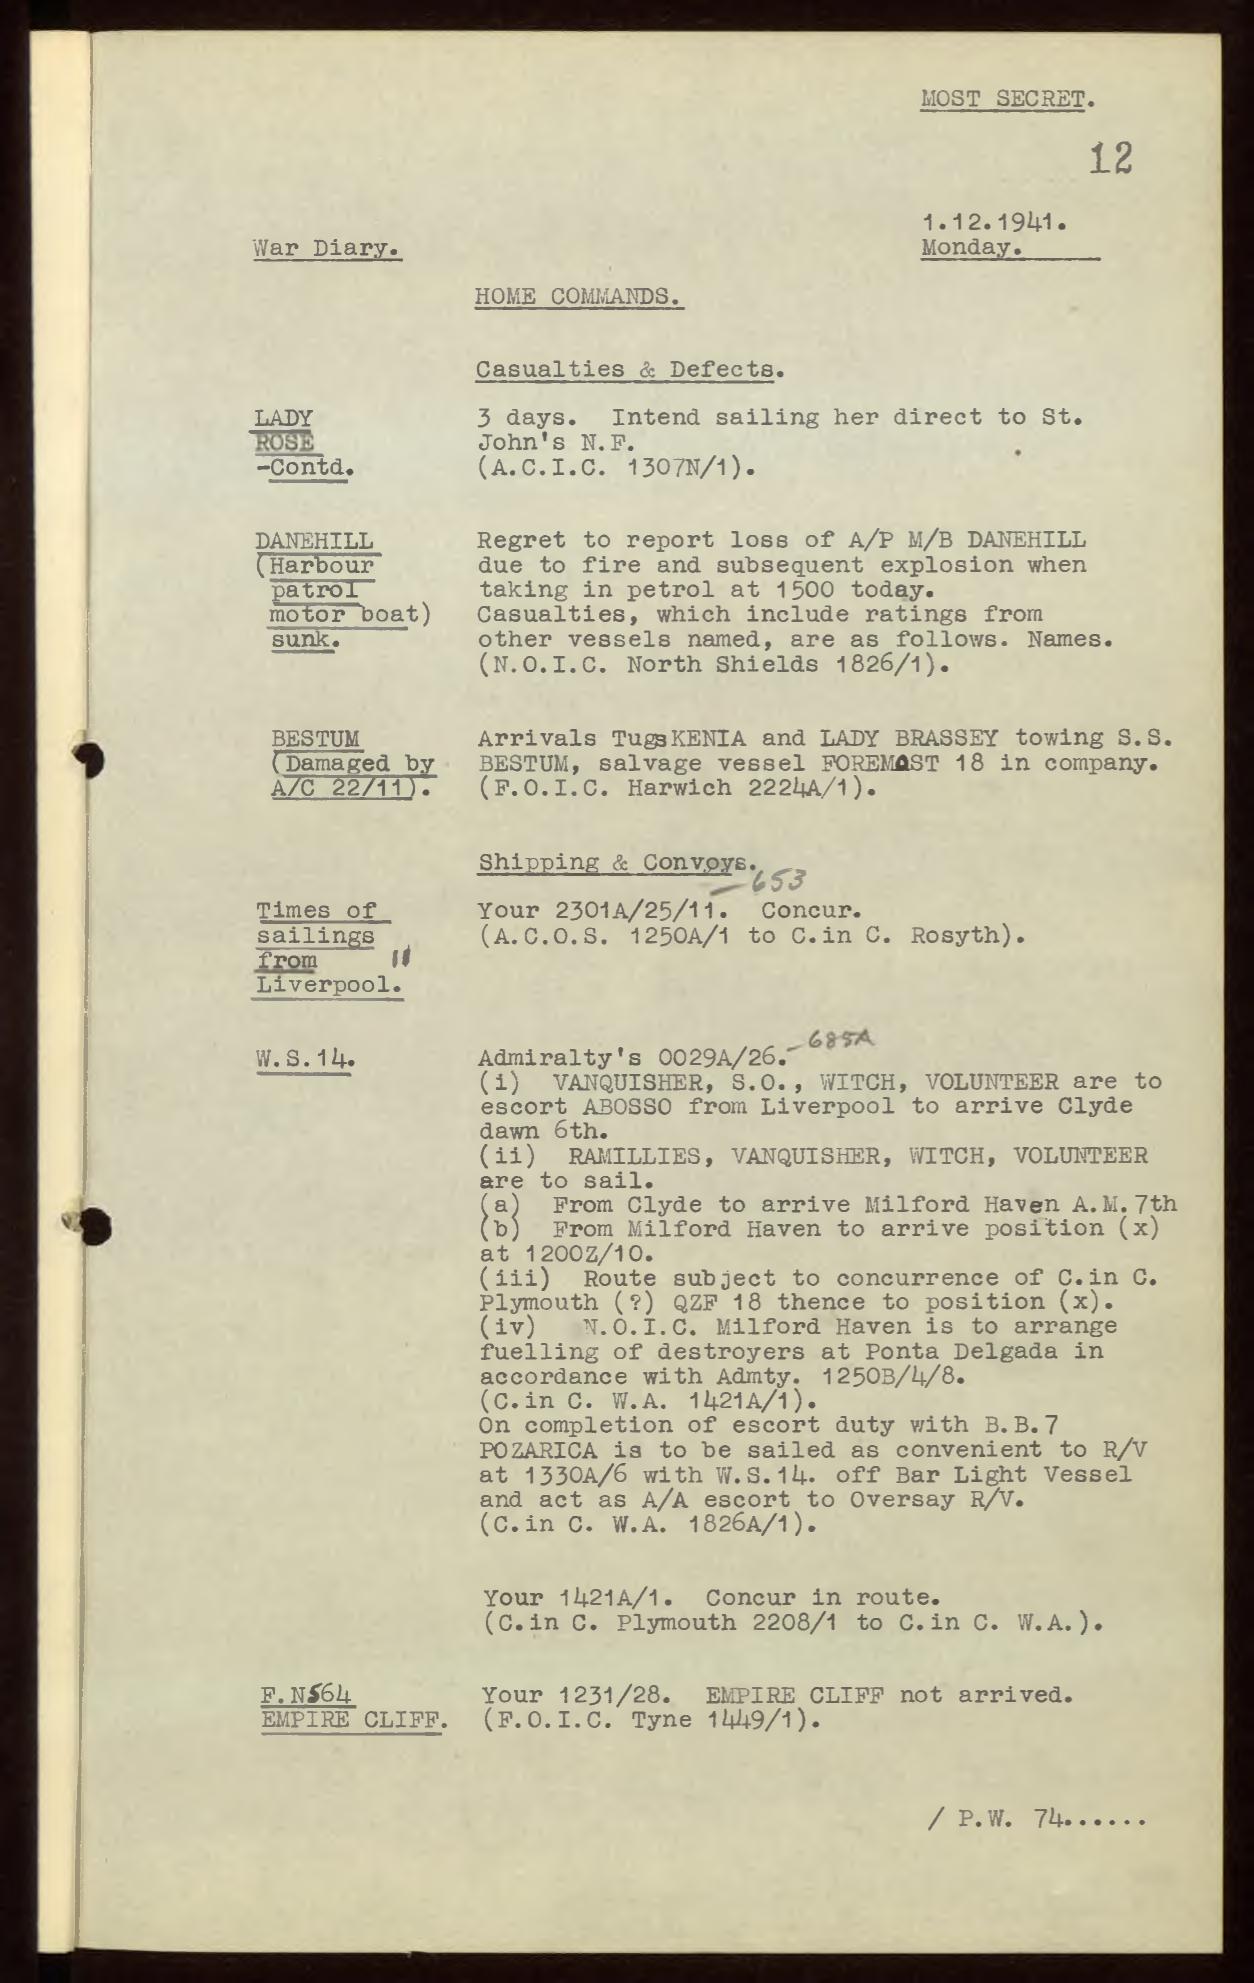 MOST SECRET.
12
1.12.1941.
War Diary.
Monday.
HOME COMMANDS.
Casualties & Defects.
LADY
ROSE
-Contd.
3 days. Intend sailing her direct to St.
John's N.F.
(A.C.I.C. 1307N/1).
DANEHILL
(Harbour
patrol
motor boat)
sunk.
Regret to report loss of A/P M/B DANEHILL
due to fire and subsequent explosion when
taking in petrol at 1500 today.
Casualties, which include ratings from
other vessels named, are as follows. Names.
(N.O.I.C. North Shields 1826/1).
BESTUM
(Damaged by
A/C 22/11).
Arrivals Tugs KENIA and LADY BRASSEY towing S.S.
BESTUM, salvage vessel FOREMOST 18 in company.
(F.O.I.C. Harwich 2224A/1).
Shipping & Convoys.
-653
Times of
sailings
from "
Liverpool.
Your 2301A/25/11. Concur.
(A.C.O.S. 1250A/1 to C.in C. Rosyth).
W.S.14.
Admiralty's 0029A/26. -685A
(i) VANQUISHER, S.O., WITCH, VOLUNTEER are to
escort ABOSSO from Liverpool to arrive Clyde
dawn 6th.
(ii) RAMILLIES, VANQUISHER, WITCH, VOLUNTEER
are to sail.
(a) From Clyde to arrive Milford Haven A.M. 7th
(b) From Milford Haven to arrive position (x)
at 1200Z/10.
(iii) Route subject to concurrence of C.in C.
Plymouth (?) QZF 18 thence to position (x).
(iv) N.O.I.C. Milford Haven is to arrange
fuelling of destroyers at Ponta Delgada in
accordance with Admty. 1250B/4/8.
(C.in C. W.A. 1421A/1).
On completion of escort duty with B.B.7
POZARICA is to be sailed as convenient to R/V
at 1330A/6 with W.S.14. off Bar Light Vessel
and act as A/A escort to Oversay R/V.
(C.in C. W.A. 1826A/1).
Your 1421A/1. Concur in route.
(C.in C. Plymouth 2208/1 to C.in C. W.A.).
F.N564
EMPIRE CLIFF.
Your 1231/28. EMPIRE CLIFF not arrived.
(F.O.I.C. Tyne 1449/1).
/ P.W. 74......